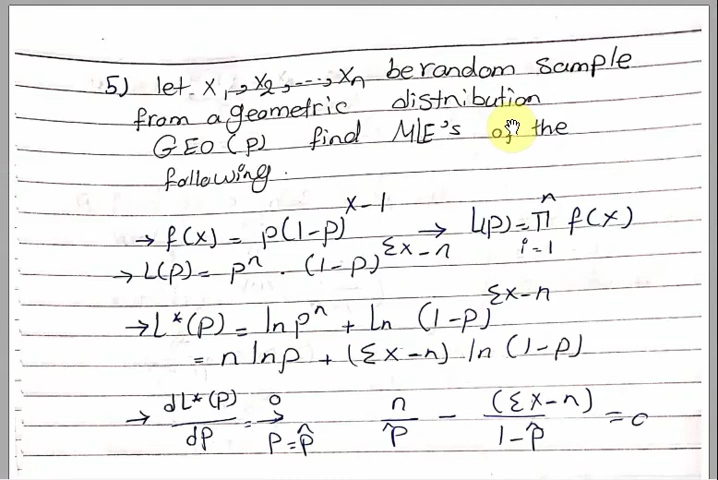 5) let x₁, x₂, ..., xn be random sample
from a geometric distribution
GEO (p) find MLE's of the
following.
→ f(x) = p(1-p)^(x-1) → L(p) = Π_(i=1)^n f(x)
→ L(p) = p^n . (1-p)^(Σx-n)
→ L*(p) = ln p^n + Ln (1-p)^(Σx-n)
= n ln p + (Σx-n) ln (1-p)
→ dL*(p)/dp = 0 → p=p̂ n/p̂ - (Σx-n)/(1-p̂) = 0